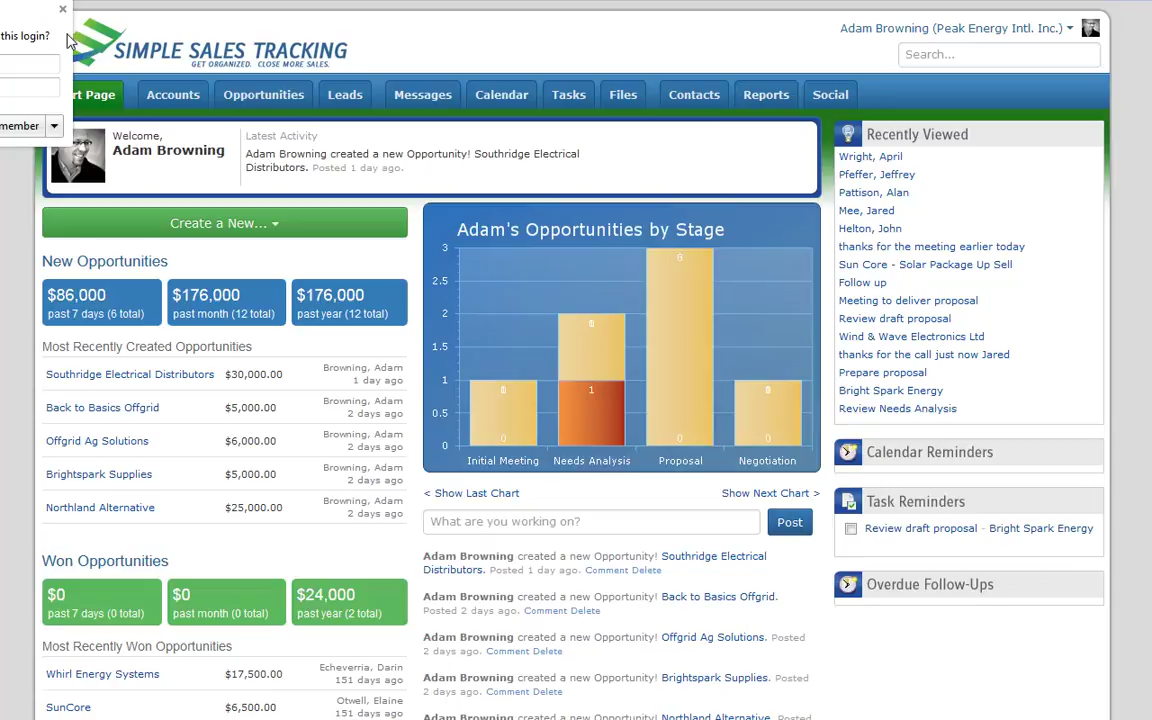 ×
this login?
member
SIMPLE SALES TRACKING
GET ORGANIZED. CLOSE MORE SALES.
Adam Browning (Peak Energy Intl. Inc.)
Search...
rt Page
Accounts
Opportunities
Leads
Messages
Calendar
Tasks
Files
Contacts
Reports
Social
Welcome,
Adam Browning
Latest Activity
Adam Browning created a new Opportunity! Southridge Electrical
Distributors. Posted 1 day ago.
Create a New...
New Opportunities
$86,000
past 7 days (6 total)
$176,000
past month (12 total)
$176,000
past year (12 total)
Most Recently Created Opportunities
Southridge Electrical Distributors $30,000.00 Browning, Adam
1 day ago
Back to Basics Offgrid $5,000.00 Browning, Adam
2 days ago
Offgrid Ag Solutions $6,000.00 Browning, Adam
2 days ago
Brightspark Supplies $5,000.00 Browning, Adam
2 days ago
Northland Alternative $25,000.00 Browning, Adam
2 days ago
Won Opportunities
$0
past 7 days (0 total)
$0
past month (0 total)
$24,000
past year (2 total)
Most Recently Won Opportunities
Whirl Energy Systems $17,500.00 Echeverria, Darin
151 days ago
SunCore $6,500.00 Otwell, Elaine
151 days ago
Adam's Opportunities by Stage
3
2.5
2
1.5
1
0.5
0
1
0
0
0
0
Initial Meeting
Needs Analysis
Proposal
Negotiation
< Show Last Chart
Show Next Chart >
What are you working on?
Post
Adam Browning created a new Opportunity! Southridge Electrical
Distributors. Posted 1 day ago. Comment Delete
Adam Browning created a new Opportunity! Back to Basics Offgrid.
Posted 2 days ago. Comment Delete
Adam Browning created a new Opportunity! Offgrid Ag Solutions. Posted
2 days ago. Comment Delete
Adam Browning created a new Opportunity! Brightspark Supplies. Posted
2 days ago. Comment Delete
Adam Browning created a new Opportunity! Northland Alternative. Posted
Recently Viewed
Wright, April
Pfeffer, Jeffrey
Pattison, Alan
Mee, Jared
Helton, John
thanks for the meeting earlier today
Sun Core - Solar Package Up Sell
Follow up
Meeting to deliver proposal
Review draft proposal
Wind & Wave Electronics Ltd
thanks for the call just now Jared
Prepare proposal
Bright Spark Energy
Review Needs Analysis
Calendar Reminders
Task Reminders
Review draft proposal - Bright Spark Energy
Overdue Follow-Ups